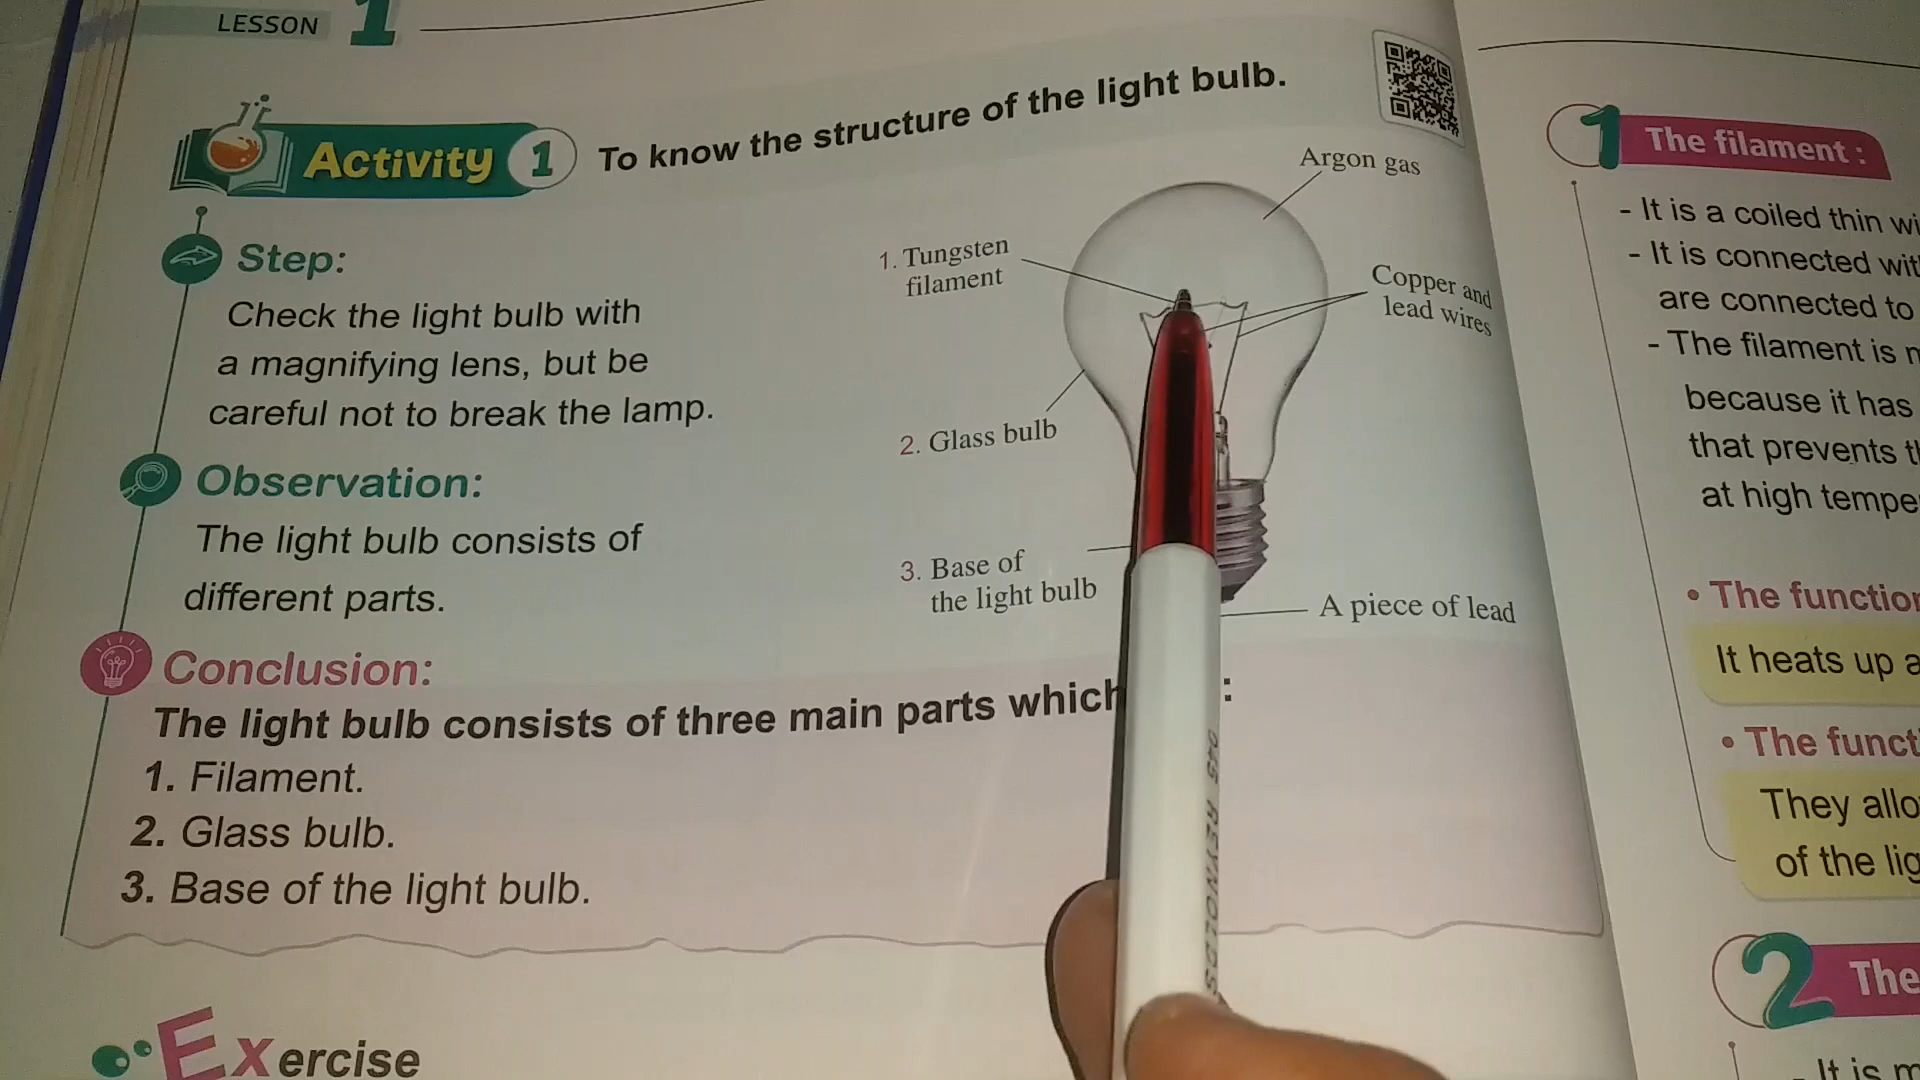 LESSON 1
Activity 1 To know the structure of the light bulb.
Step:
Check the light bulb with
a magnifying lens, but be
careful not to break the lamp.
Observation:
The light bulb consists of
different parts.
Argon gas
1. Tungsten
filament
Copper and
lead wires
2. Glass bulb
3. Base of
the light bulb
A piece of lead
Conclusion:
The light bulb consists of three main parts which :
1. Filament.
2. Glass bulb.
3. Base of the light bulb.
Exercise
REYNOLDS 045
1 The filament :
- It is a coiled thin
- It is connected
are connected to
- The filament is
because it has
that prevents
at high
• The
It heats up
• The
They
of the
2 The
- It is